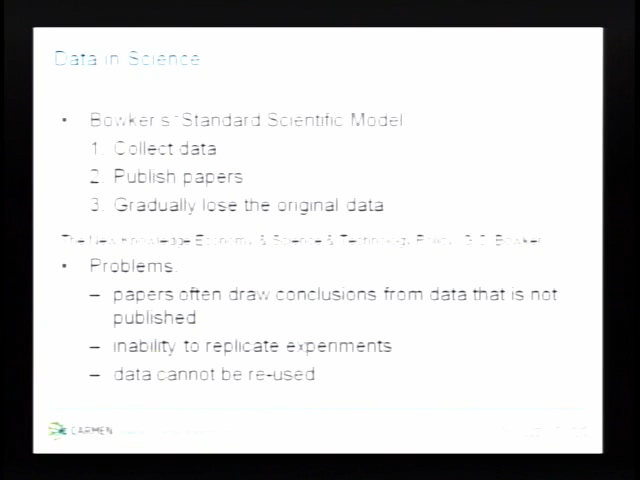 Data in Science
• Bowker's "Standard Scientific Model
1. Collect data
2. Publish papers
3. Gradually lose the original data
The New Knowledge Economy & Science & Technology Policy, G.C. Bowker
• Problems:
– papers often draw conclusions from data that is not
published
– inability to replicate experiments
– data cannot be re-used
CARMEN